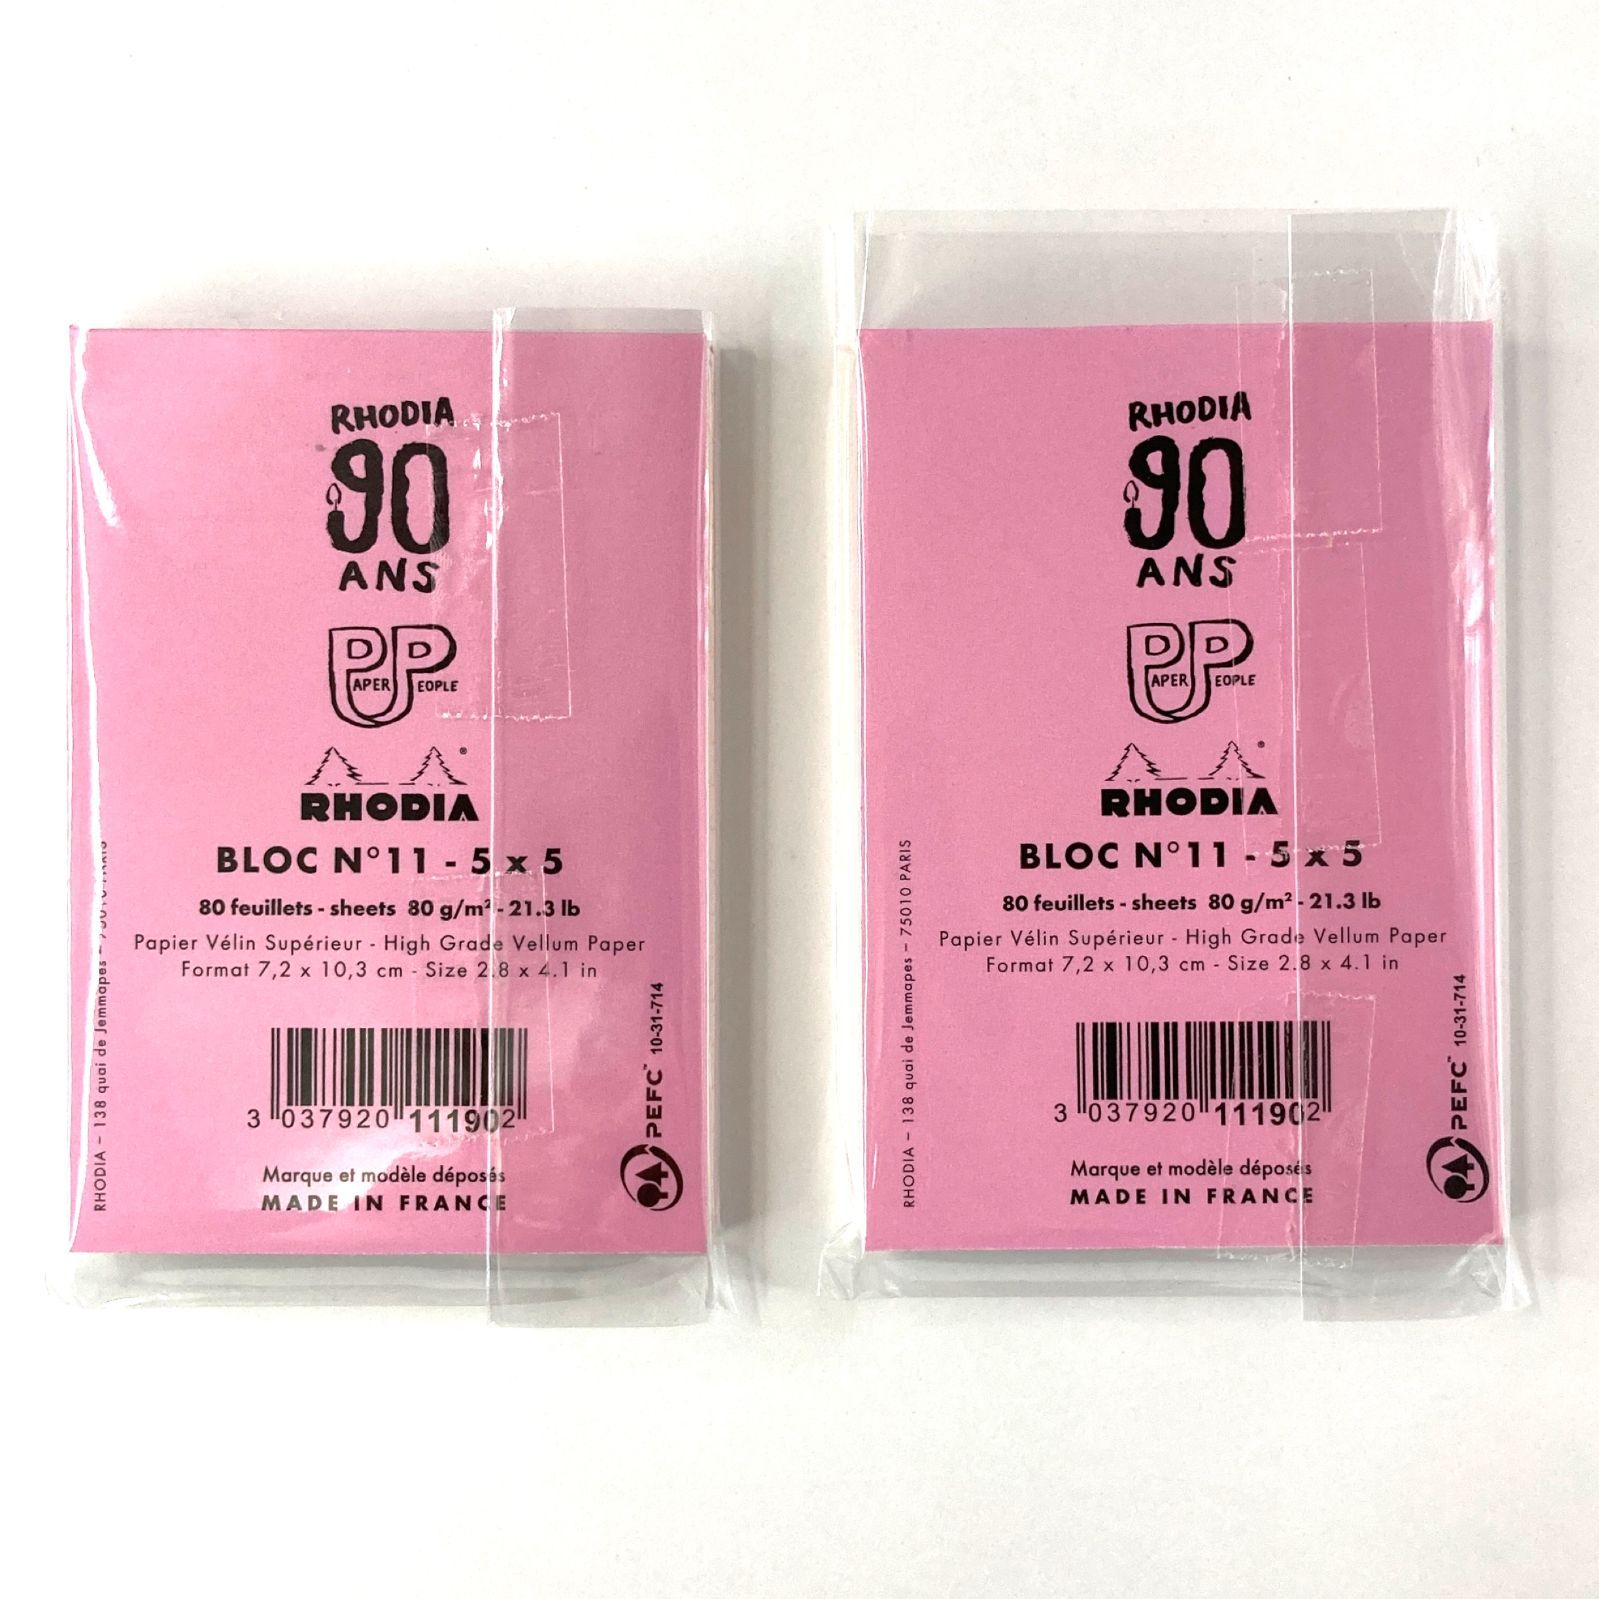 RHODIA
90
ANS
PAPER PEOPLE
RHODIA®
BLOC N°11 - 5 x 5
80 feuillets - sheets 80 g/m² - 21.3 lb
Papier Vélin Supérieur - High Grade Vellum Paper
Format 7,2 x 10,3 cm - Size 2.8 x 4.1 in
3 037920 111902
Marque et modèle déposés
MADE IN FRANCE
RHODIA – 138 quai de Jemmapes – 75010 PARIS
PEFC™ 10-31-714
RHODIA
90
ANS
PAPER PEOPLE
RHODIA®
BLOC N°11 - 5 x 5
80 feuillets - sheets 80 g/m² - 21.3 lb
Papier Vélin Supérieur - High Grade Vellum Paper
Format 7,2 x 10,3 cm - Size 2.8 x 4.1 in
3 037920 111902
Marque et modèle déposés
MADE IN FRANCE
RHODIA – 138 quai de Jemmapes – 75010 PARIS
PEFC™ 10-31-714